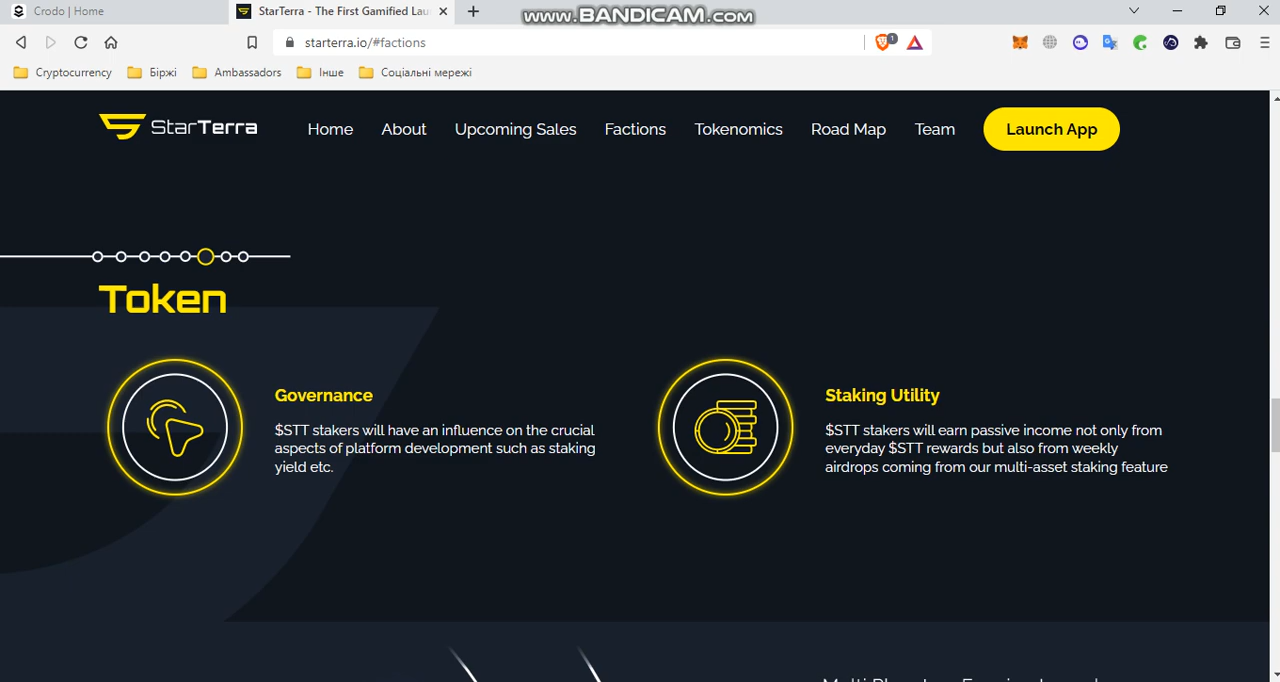 Crodo | Home
StarTerra - The First Gamified Lau
www.BANDICAM.com
starterra.io/#factions
1
Cryptocurrency
Біржі
Ambassadors
Інше
Соціальні мережі
StarTerra
Home
About
Upcoming Sales
Factions
Tokenomics
Road Map
Team
Launch App
Token
Governance
$STT stakers will have an influence on the crucial
aspects of platform development such as staking
yield etc.
Staking Utility
$STT stakers will earn passive income not only from
everyday $STT rewards but also from weekly
airdrops coming from our multi-asset staking feature